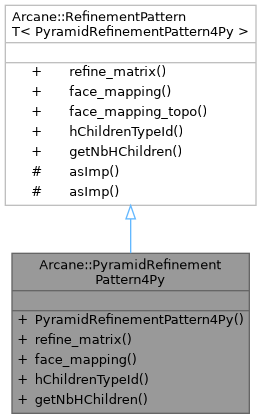 Arcane::RefinementPattern
T< PyramidRefinementPattern4Py >
+ refine_matrix()
+ face_mapping()
+ face_mapping_topo()
+ hChildrenTypeId()
+ getNbHChildren()
# asImp()
# asImp()
Arcane::PyramidRefinement
Pattern4Py
+ PyramidRefinementPattern4Py()
+ refine_matrix()
+ face_mapping()
+ hChildrenTypeId()
+ getNbHChildren()